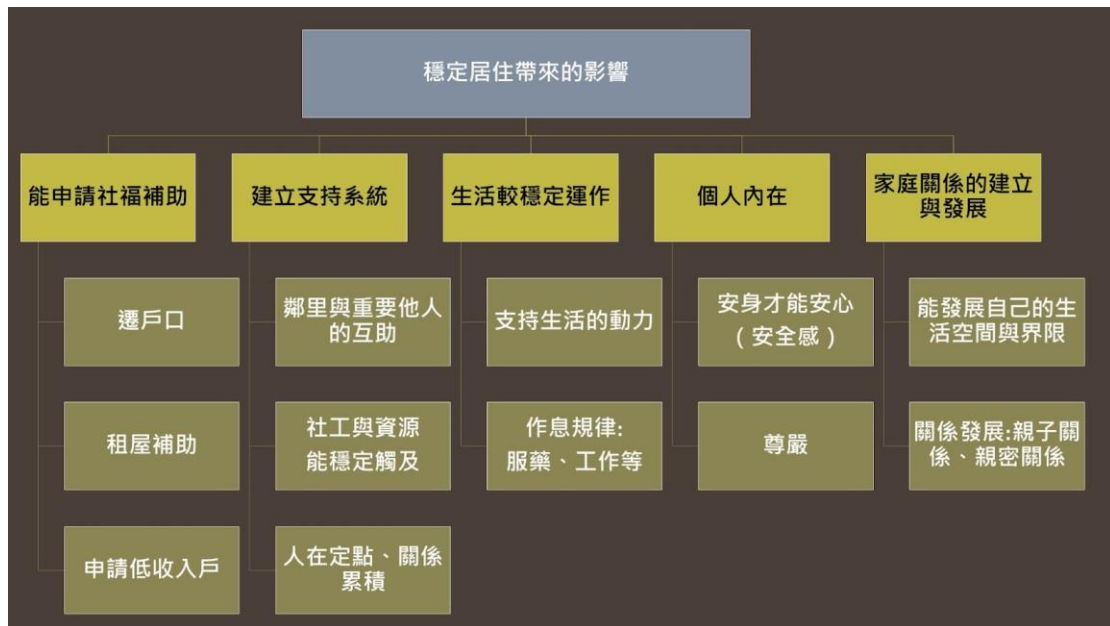 穩定居住帶來的影響
能申請社福補助
建立支持系統
生活較穩定運作
個人內在
家庭關係的建立
與發展
遷戶口
鄰里與重要他人
的互助
支持生活的動力
安身才能安心
（安全感）
能發展自己的生
活空間與界限
租屋補助
社工與資源
能穩定觸及
作息規律:
服藥、工作等
尊嚴
關係發展:親子關
係、親密關係
申請低收入戶
人在定點、關係
累積